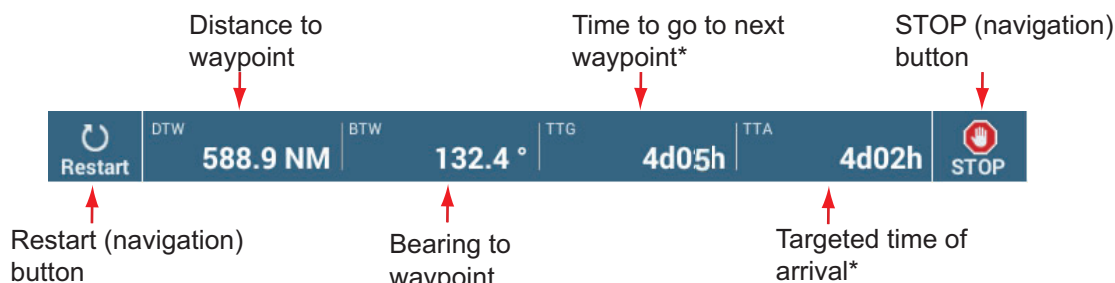 Distance to
waypoint
Time to go to next
waypoint*
STOP (navigation)
button
Restart
DTW
588.9 NM
BTW
132.4 °
TTG
4d05h
TTA
4d02h
STOP
Restart (navigation)
button
Bearing to
waypoint
Targeted time of
arrival*